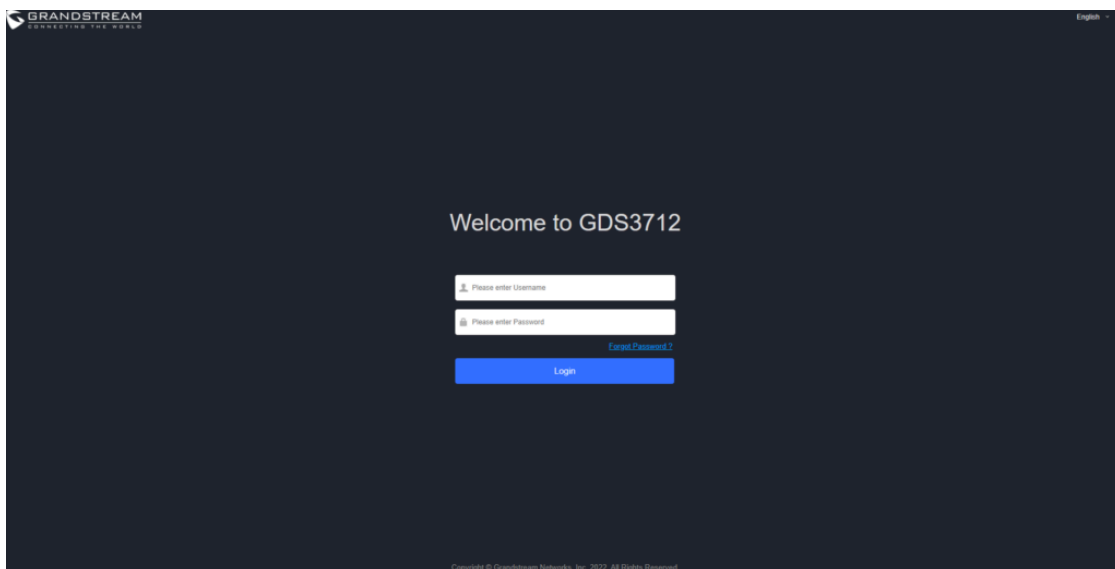 GRANDSTREAM
CONNECTING THE WORLD
English
Welcome to GDS3712
Please enter Username
Please enter Password
Forgot Password ?
Login
Copyright © Grandstream Networks, Inc. 2022. All Rights Reserved.